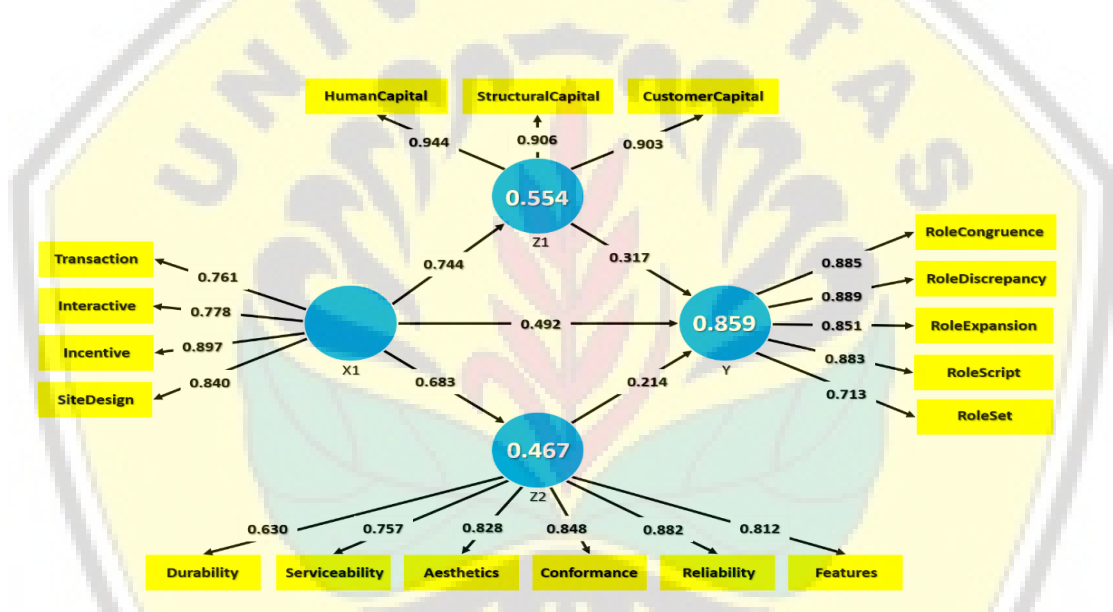 UNIVERSITAS
HumanCapital StructuralCapital CustomerCapital
0.944 0.906 0.903
0.554
Z1
Transaction
Interactive
Incentive
SiteDesign
0.761
0.778
0.897
0.840
X1
0.744
0.317
0.492
0.683
0.214
0.859
Y
0.885
0.889
0.851
0.883
0.713
RoleCongruence
RoleDiscrepancy
RoleExpansion
RoleScript
RoleSet
0.467
Z2
0.630 0.757 0.828 0.848 0.882 0.812
Durability Serviceability Aesthetics Conformance Reliability Features